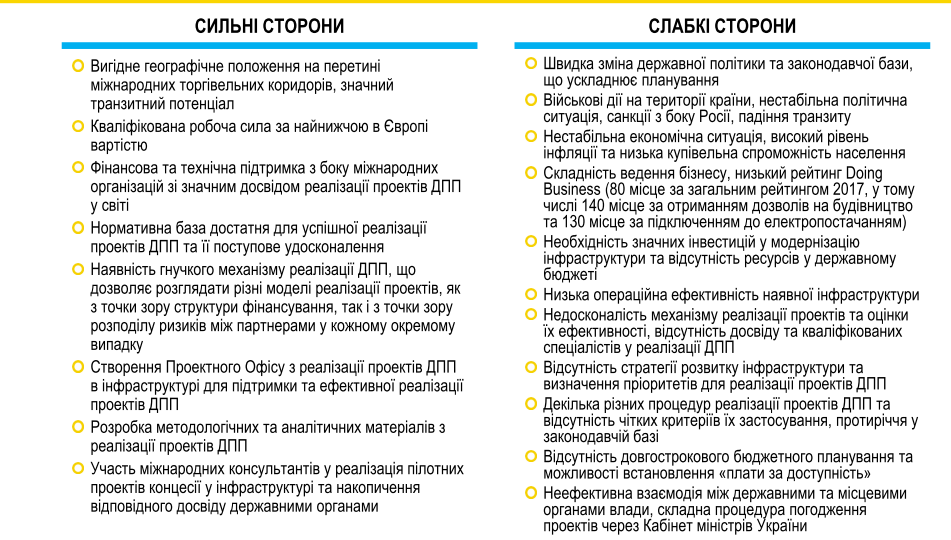 СИЛЬНІ СТОРОНИ
Вигідне географічне положення на перетині
міжнародних торгівельних коридорів, значний
транзитний потенціал
Кваліфікована робоча сила за найнижчою в Європі
вартістю
Фінансова та технічна підтримка з боку міжнародних
організацій зі значним досвідом реалізації проектів ДПП
у світі
Нормативна база достатня для успішної реалізації
проектів ДПП та її поступове удосконалення
Наявність гнучкого механізму реалізації ДПП, що
дозволяє розглядати різні моделі реалізації проектів, як
з точки зору структури фінансування, так і з точки зору
розподілу ризиків між партнерами у кожному окремому
випадку
Створення Проектного Офісу з реалізації проектів ДПП
в інфраструктурі для підтримки та ефективної реалізації
проектів ДПП
Розробка методологічних та аналітичних матеріалів з
реалізації проектів ДПП
Участь міжнародних консультантів у реалізація пілотних
проектів концесії у інфраструктурі та накопичення
відповідного досвіду державними органами
СЛАБКІ СТОРОНИ
Швидка зміна державної політики та законодавчої бази,
що ускладнює планування
Військові дії на території країни, нестабільна політична
ситуація, санкції з боку Росії, падіння транзиту
Нестабільна економічна ситуація, високий рівень
інфляції та низька купівельна спроможність населення
Складність ведення бізнесу, низький рейтинг Doing
Business (80 місце за загальним рейтингом 2017, у тому
числі 140 місце за отриманням дозволів на будівництво
та 130 місце за підключенням до електропостачанням)
Необхідність значних інвестицій у модернізацію
інфраструктури та відсутність ресурсів у державному
бюджеті
Низька операційна ефективність наявної інфраструктури
Недосконалість механізму реалізації проектів та оцінки
їх ефективності, відсутність досвіду та кваліфікованих
спеціалістів у реалізації ДПП
Відсутність стратегії розвитку інфраструктури та
визначення пріоритетів для реалізації проектів ДПП
Декілька різних процедур реалізації проектів ДПП та
відсутність чітких критеріїв їх застосування, протиріччя у
законодавчій базі
Відсутність довгострокового бюджетного планування та
можливості встановлення «плати за доступність»
Неефективна взаємодія між державними та місцевими
органами влади, складна процедура погодження
проектів через Кабінет міністрів України